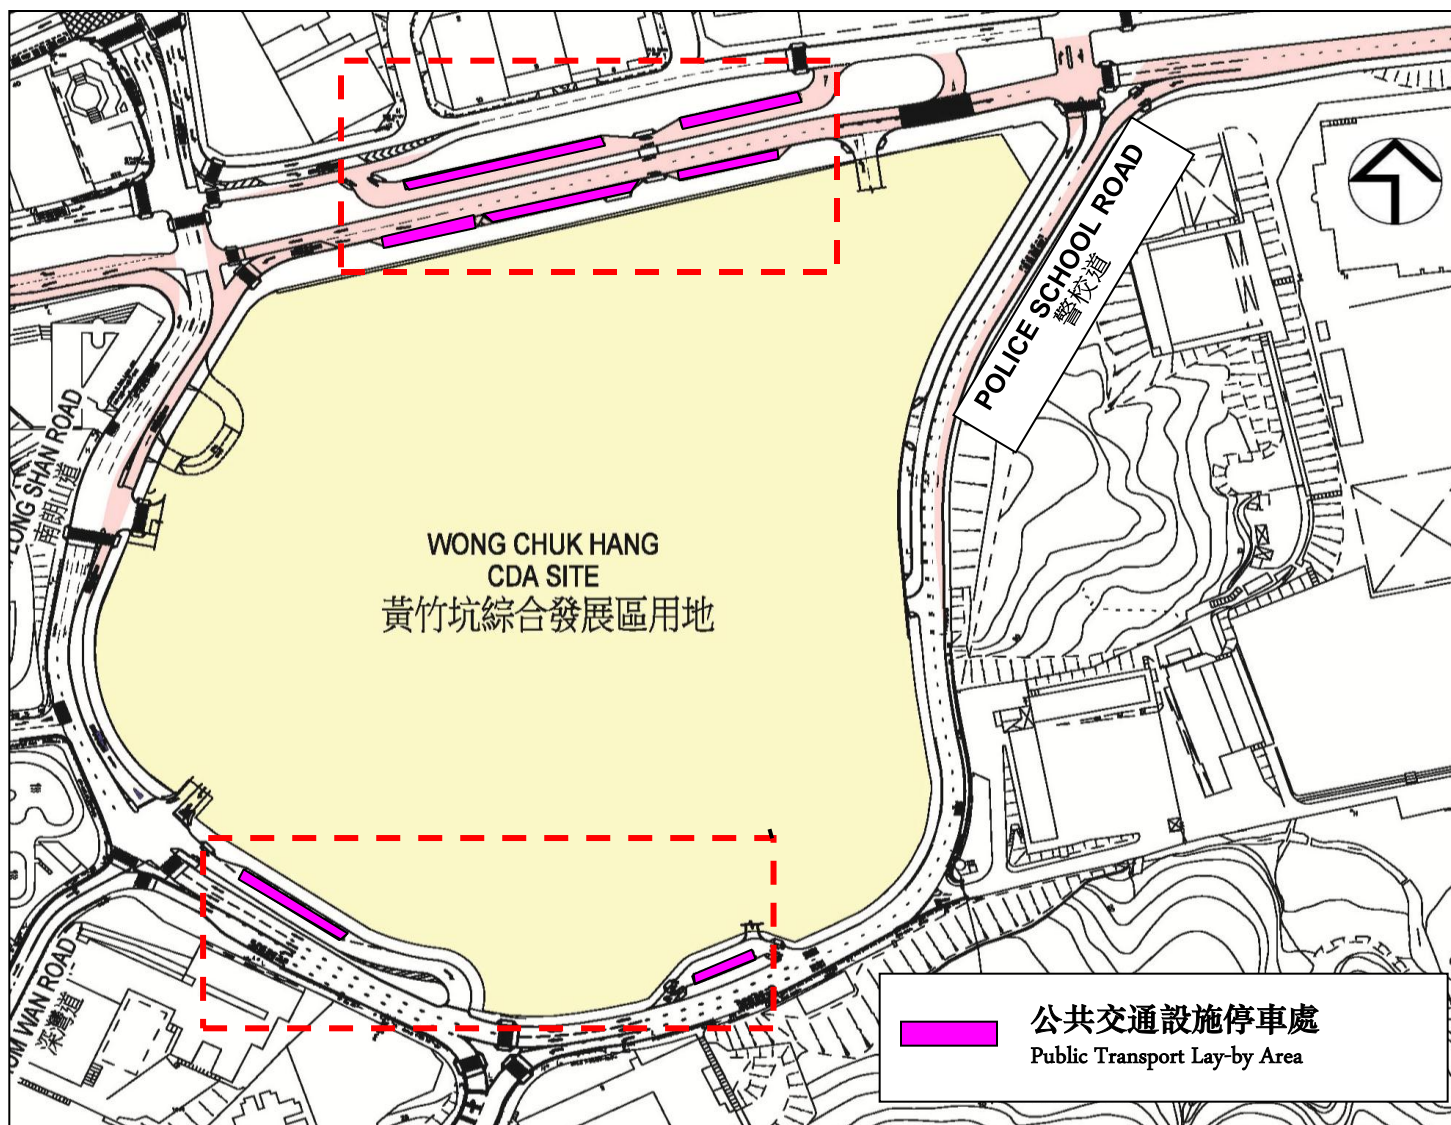 POLICE SCHOOL ROAD
警校道
LONG SHAN ROAD
南朗山道
WONG CHUK HANG
CDA SITE
黃竹坑綜合發展區用地
WAN ROAD
深灣道
公共交通設施停車處
Public Transport Lay-by Area